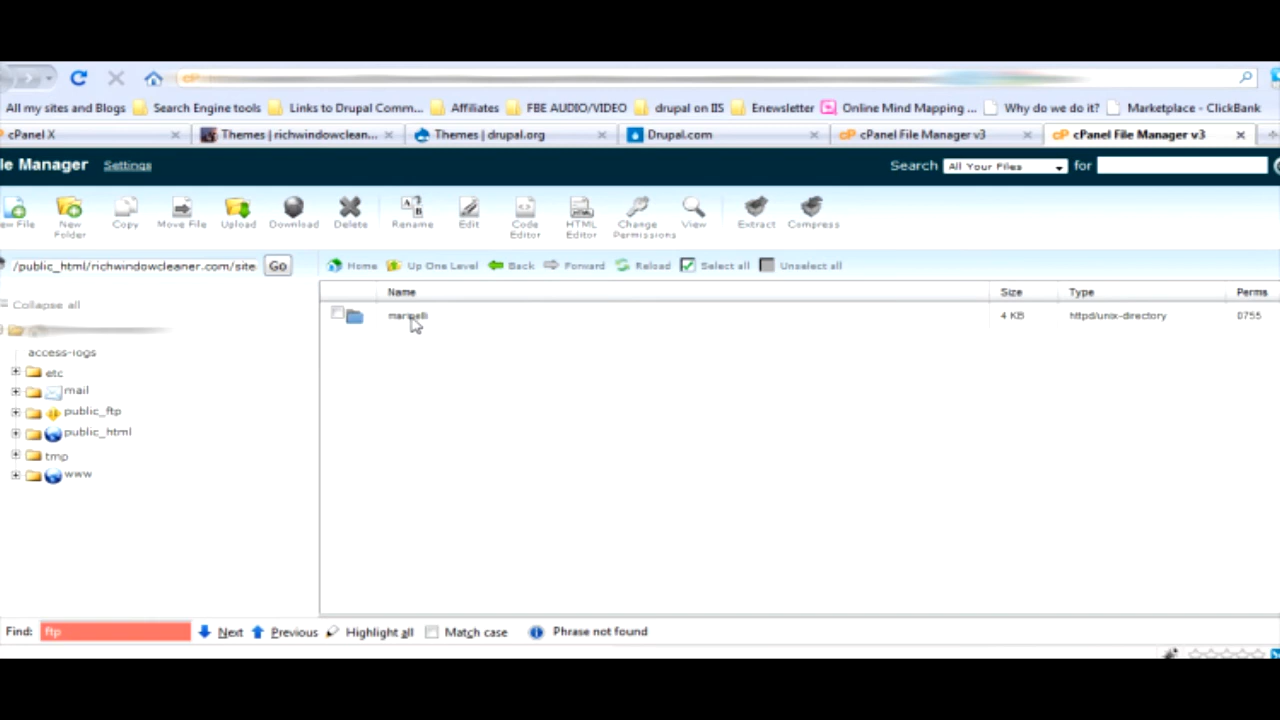 All my sites and Blogs Search Engine tools Links to Drupal Comm... Affiliates FBE AUDIO/VIDEO drupal on IIS Enewsletter Online Mind Mapping ... Why do we do it? Marketplace - ClickBank
cPanel X Themes | richwindowclean... Themes | drupal.org Drupal.com cPanel File Manager v3 cPanel File Manager v3
le Manager Settings Search All Your Files for
ew File New Folder Copy Move File Upload Download Delete Rename Edit Code Editor HTML Editor Change Permissions View Extract Compress
/public_html/richwindowcleaner.com/site Go Home Up One Level Back Forward Reload Select all Unselect all
Name Size Type Perms
Collapse all
4 KB httpd/unix-directory 0755
access-logs
etc
mail
public_ftp
public_html
tmp
www
Find: ftp Next Previous Highlight all Match case Phrase not found